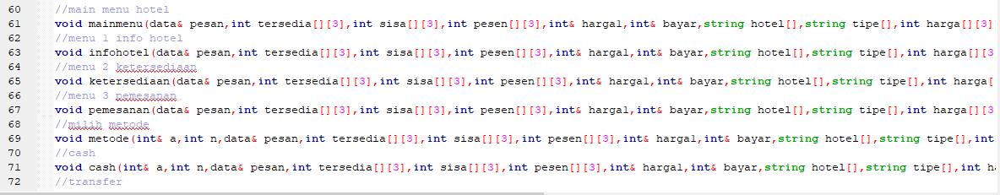 60 //main menu hotel
61 void mainmenu(data& pesan,int tersedia[][3],int sisa[][3],int pesen[][3],int& harga1,int& bayar,string hotel[],string tipe[],int harga[][3]
62 //menu 1 info hotel
63 void infohotel(data& pesan,int tersedia[][3],int sisa[][3],int pesen[][3],int& harga1,int& bayar,string hotel[],string tipe[],int harga[][3
64 //menu 2 ketersediaan
65 void ketersediaan(data& pesan,int tersedia[][3],int sisa[][3],int pesen[][3],int& harga1,int& bayar,string hotel[],string tipe[],int harga[
66 //menu 3 pemesanan
67 void pemesanan(data& pesan,int tersedia[][3],int sisa[][3],int pesen[][3],int& harga1,int& bayar,string hotel[],string tipe[],int harga[][3
68 //milih metode
69 void metode(int& a,int n,data& pesan,int tersedia[][3],int sisa[][3],int pesen[][3],int& harga1,int& bayar,string hotel[],string tipe[],int
70 //cash
71 void cash(int& a,int n,data& pesan,int tersedia[][3],int sisa[][3],int pesen[][3],int& harga1,int& bayar,string hotel[],string tipe[],int
72 //transfer